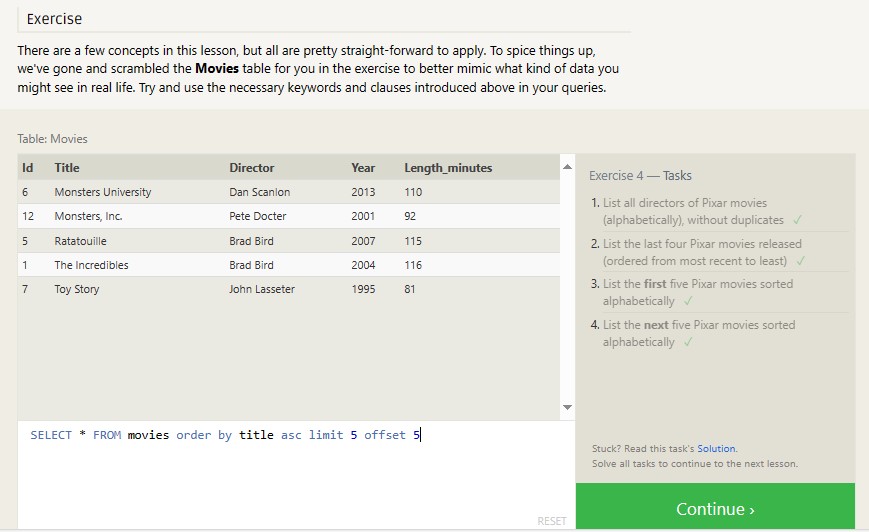 Exercise
There are a few concepts in this lesson, but all are pretty straight-forward to apply. To spice things up,
we've gone and scrambled the Movies table for you in the exercise to better mimic what kind of data you
might see in real life. Try and use the necessary keywords and clauses introduced above in your queries.
Table: Movies
Id Title Director Year Length_minutes
6 Monsters University Dan Scanlon 2013 110
12 Monsters, Inc. Pete Docter 2001 92
5 Ratatouille Brad Bird 2007 115
1 The Incredibles Brad Bird 2004 116
7 Toy Story John Lasseter 1995 81
SELECT * FROM movies order by title asc limit 5 offset 5
RESET
Exercise 4 — Tasks
1. List all directors of Pixar movies
(alphabetically), without duplicates ✓
2. List the last four Pixar movies released
(ordered from most recent to least) ✓
3. List the first five Pixar movies sorted
alphabetically ✓
4. List the next five Pixar movies sorted
alphabetically ✓
Stuck? Read this task's Solution.
Solve all tasks to continue to the next lesson.
Continue ›